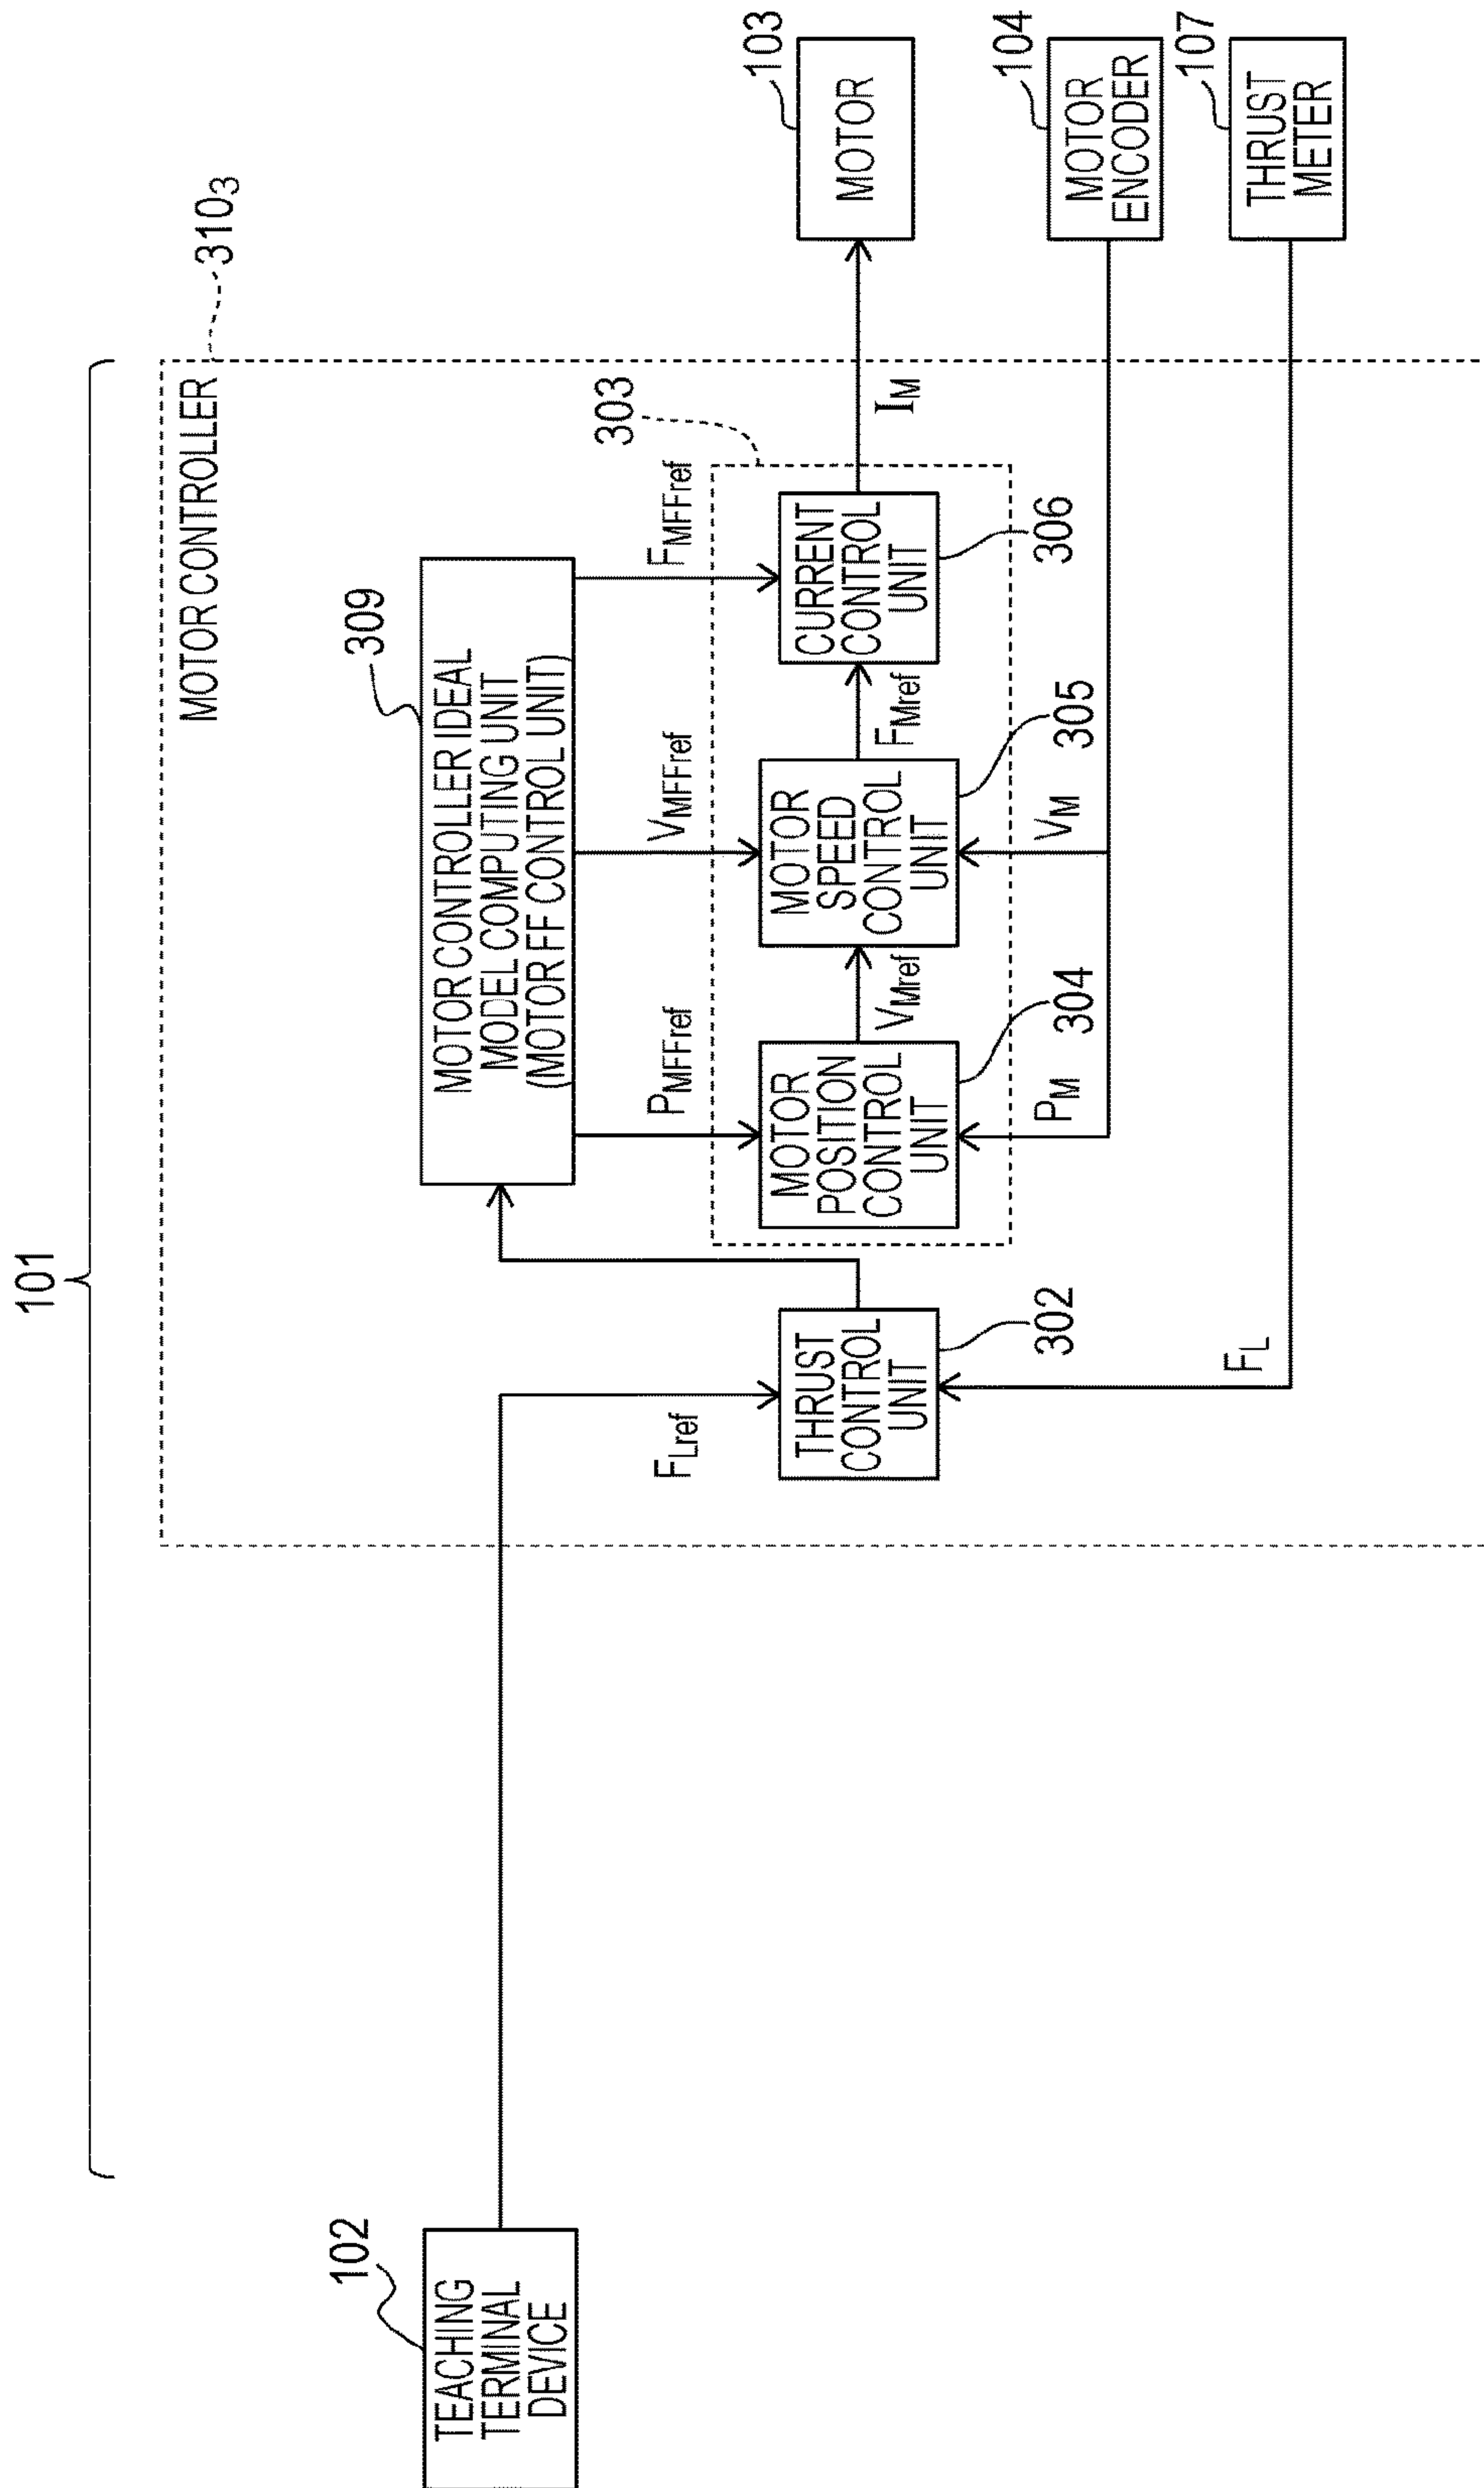 101
310₃
MOTOR CONTROLLER
102
TEACHING
TERMINAL
DEVICE
309
MOTOR CONTROLLER IDEAL
MODEL COMPUTING UNIT
(MOTOR FF CONTROL UNIT)
F_Lref
P_MFFref
V_MFFref
F_MFFref
303
THRUST
CONTROL
UNIT
302
MOTOR
POSITION
CONTROL
UNIT
304
V_Mref
MOTOR
SPEED
CONTROL
UNIT
305
F_Mref
CURRENT
CONTROL
UNIT
306
I_M
103
MOTOR
P_M
V_M
104
MOTOR
ENCODER
F_L
107
THRUST
METER